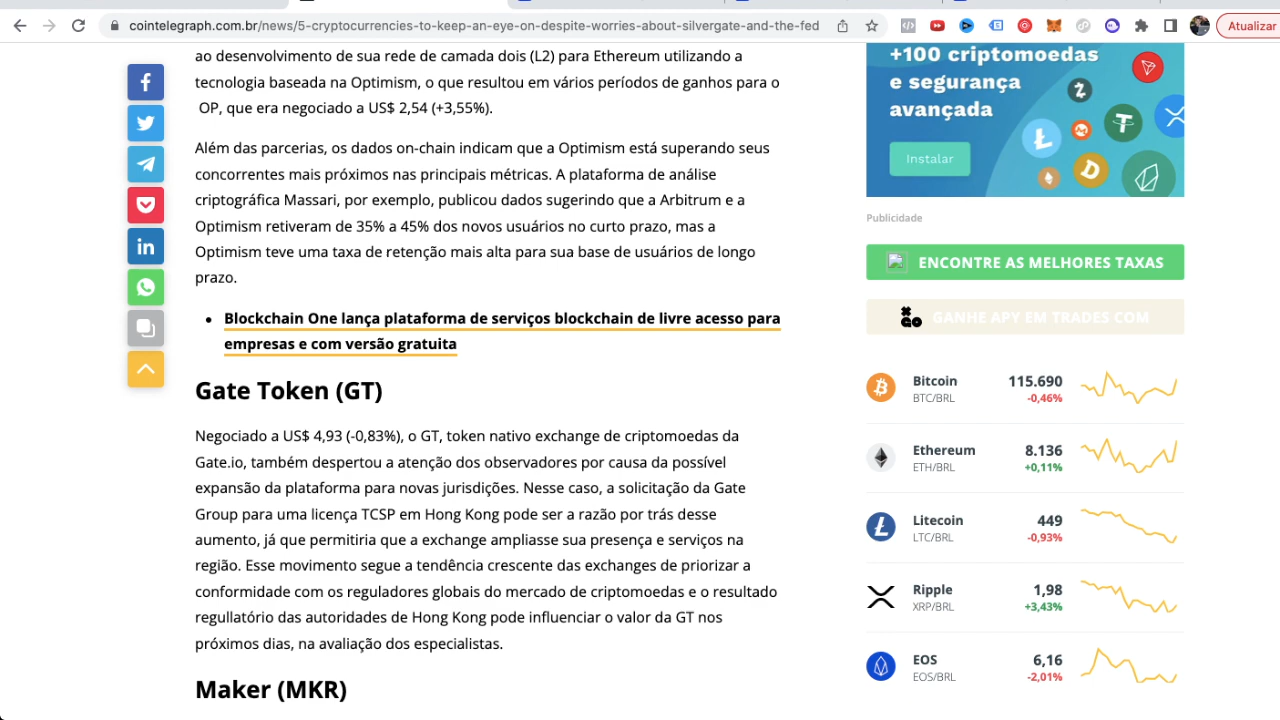 cointelegraph.com.br/news/5-cryptocurrencies-to-keep-an-eye-on-despite-worries-about-silvergate-and-the-fed
Atualizar
ao desenvolvimento de sua rede de camada dois (L2) para Ethereum utilizando a
tecnologia baseada na Optimism, o que resultou em vários períodos de ganhos para o
OP, que era negociado a US$ 2,54 (+3,55%).
Além das parcerias, os dados on-chain indicam que a Optimism está superando seus
concorrentes mais próximos nas principais métricas. A plataforma de análise
criptográfica Massari, por exemplo, publicou dados sugerindo que a Arbitrum e a
Optimism retiveram de 35% a 45% dos novos usuários no curto prazo, mas a
Optimism teve uma taxa de retenção mais alta para sua base de usuários de longo
prazo.
• Blockchain One lança plataforma de serviços blockchain de livre acesso para
empresas e com versão gratuita
Gate Token (GT)
Negociado a US$ 4,93 (-0,83%), o GT, token nativo exchange de criptomoedas da
Gate.io, também despertou a atenção dos observadores por causa da possível
expansão da plataforma para novas jurisdições. Nesse caso, a solicitação da Gate
Group para uma licença TCSP em Hong Kong pode ser a razão por trás desse
aumento, já que permitiria que a exchange ampliasse sua presença e serviços na
região. Esse movimento segue a tendência crescente das exchanges de priorizar a
conformidade com os reguladores globais do mercado de criptomoedas e o resultado
regullatório das autoridades de Hong Kong pode influenciar o valor da GT nos
próximos dias, na avaliação dos especialistas.
Maker (MKR)
+100 criptomoedas
e segurança
avançada
Instalar
Publicidade
ENCONTRE AS MELHORES TAXAS
GANHE APY EM TRADES COM
Bitcoin 115.690
BTC/BRL -0,46%
Ethereum 8.136
ETH/BRL +0,11%
Litecoin 449
LTC/BRL -0,93%
Ripple 1,98
XRP/BRL +3,43%
EOS 6,16
EOS/BRL -2,01%